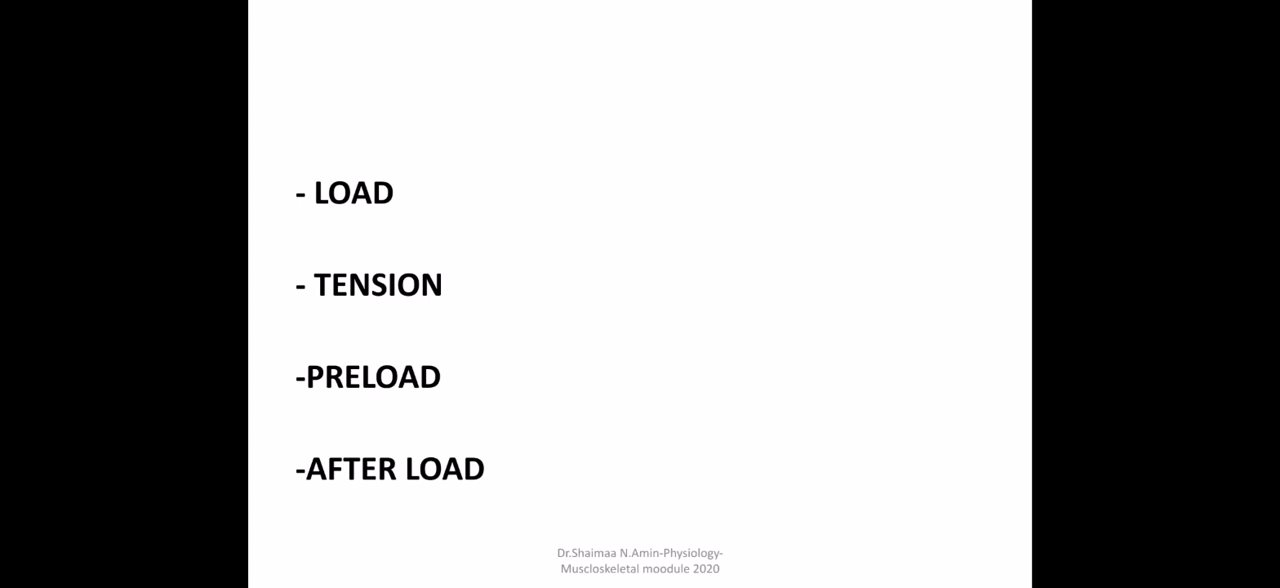 - LOAD
- TENSION
-PRELOAD
-AFTER LOAD
Dr.Shaimaa N.Amin-Physiology-
Muscloskeletal moodule 2020